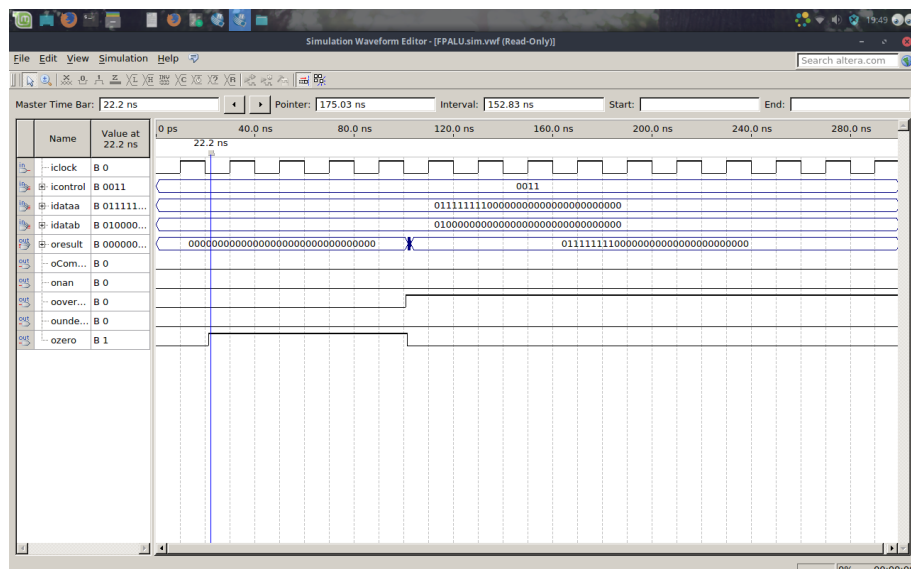 19:49
Simulation Waveform Editor - [FPALU.sim.vwf (Read-Only)]
File Edit View Simulation Help
Search altera.com
Master Time Bar: 22.2 ns Pointer: 175.03 ns Interval: 152.83 ns Start: End:
Name Value at 22.2 ns
0 ps 40.0 ns 80.0 ns 120.0 ns 160.0 ns 200.0 ns 240.0 ns 280.0 ns
22.2 ns
iclock B 0
icontrol B 0011 0011
idataa B 011111... 01111111100000000000000000000000
idatab B 010000... 01000000000000000000000000000000
oresult B 000000... 00000000000000000000000000000000 01111111100000000000000000000000
oCom... B 0
onan B 0
oover... B 0
ounde... B 0
ozero B 1